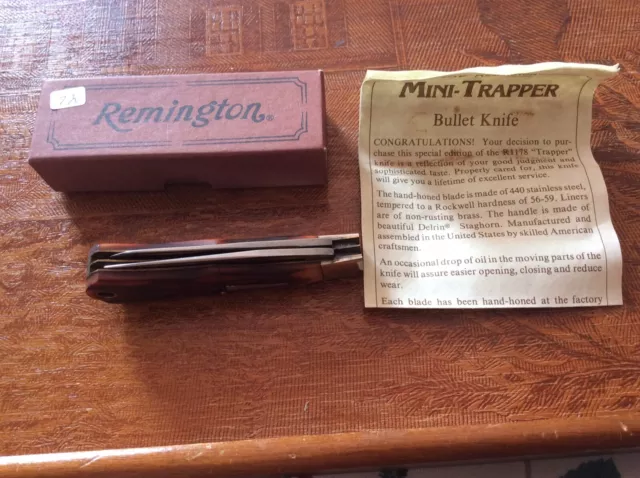 Remington®
MINI-TRAPPER
Bullet Knife
CONGRATULATIONS! Your decision to pur-
chase this special edition of the R1178 "Trapper"
knife is a reflection of your good judgment and
sophisticated taste. Properly cared for, this knife
will give you a lifetime of excellent service.
The hand-honed blade is made of 440 stainless steel,
tempered to a Rockwell hardness of 56-59. Liners
are of non-rusting brass. The handle is made of
beautiful Delrin® Staghorn. Manufactured and
assembled in the United States by skilled American
craftsmen.
An occasional drop of oil in the moving parts of the
knife will assure easier opening, closing and reduce
wear.
Each blade has been hand-honed at the factory